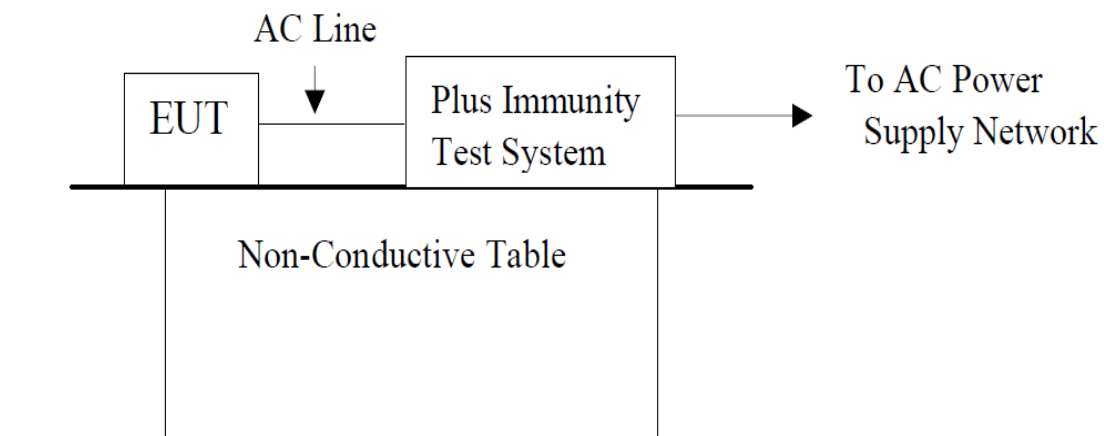 AC Line
EUT
Plus Immunity
Test System
To AC Power
Supply Network
Non-Conductive Table